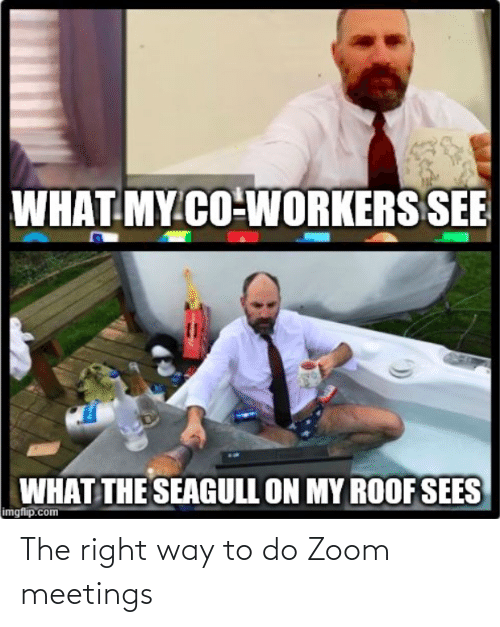 WHAT MY CO-WORKERS SEE
WHAT THE SEAGULL ON MY ROOF SEES
imgflip.com
The right way to do Zoom
meetings